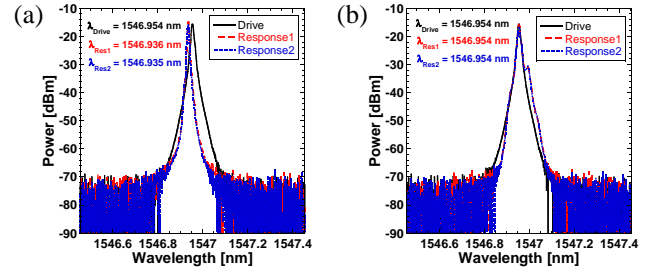 (a)
-10
-20
-30
-40
-50
-60
-70
-80
-90
Power [dBm]
λDrive = 1546.954 nm
λRes1 = 1546.936 nm
λRes2 = 1546.935 nm
Drive
Response1
Response2
1546.6 1546.8 1547 1547.2 1547.4
Wavelength [nm]
(b)
-10
-20
-30
-40
-50
-60
-70
-80
-90
Power [dBm]
λDrive = 1546.954 nm
λRes1 = 1546.954 nm
λRes2 = 1546.954 nm
Drive
Response1
Response2
1546.6 1546.8 1547 1547.2 1547.4
Wavelength [nm]